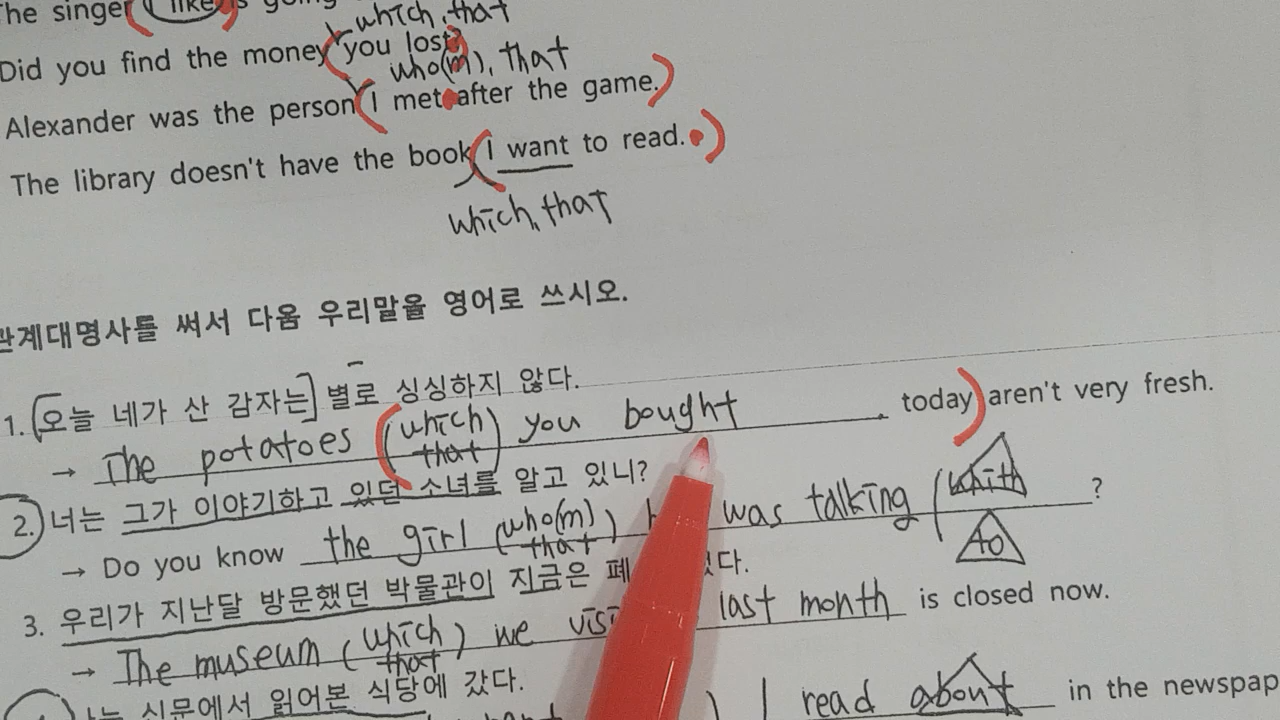 The singer (I like) is
which, that
Did you find the money you lost?
who(m), that
Alexander was the person I met after the game.
The library doesn't have the book I want to read.
which, that
관계대명사를 써서 다음 우리말을 영어로 쓰시오.
1. 오늘 네가 산 감자는 별로 싱싱하지 않다.
→ The potatoes (which that) you bought today aren't very fresh.
2. 너는 그가 이야기하고 있던 소녀를 알고 있니?
→ Do you know the girl (who(m) that) was talking (with to)?
3. 우리가 지난달 방문했던 박물관이 지금은
→ The museum (which that) we last month is closed now.
신문에서 읽어본 식당에 갔다.
I read about in the newspap